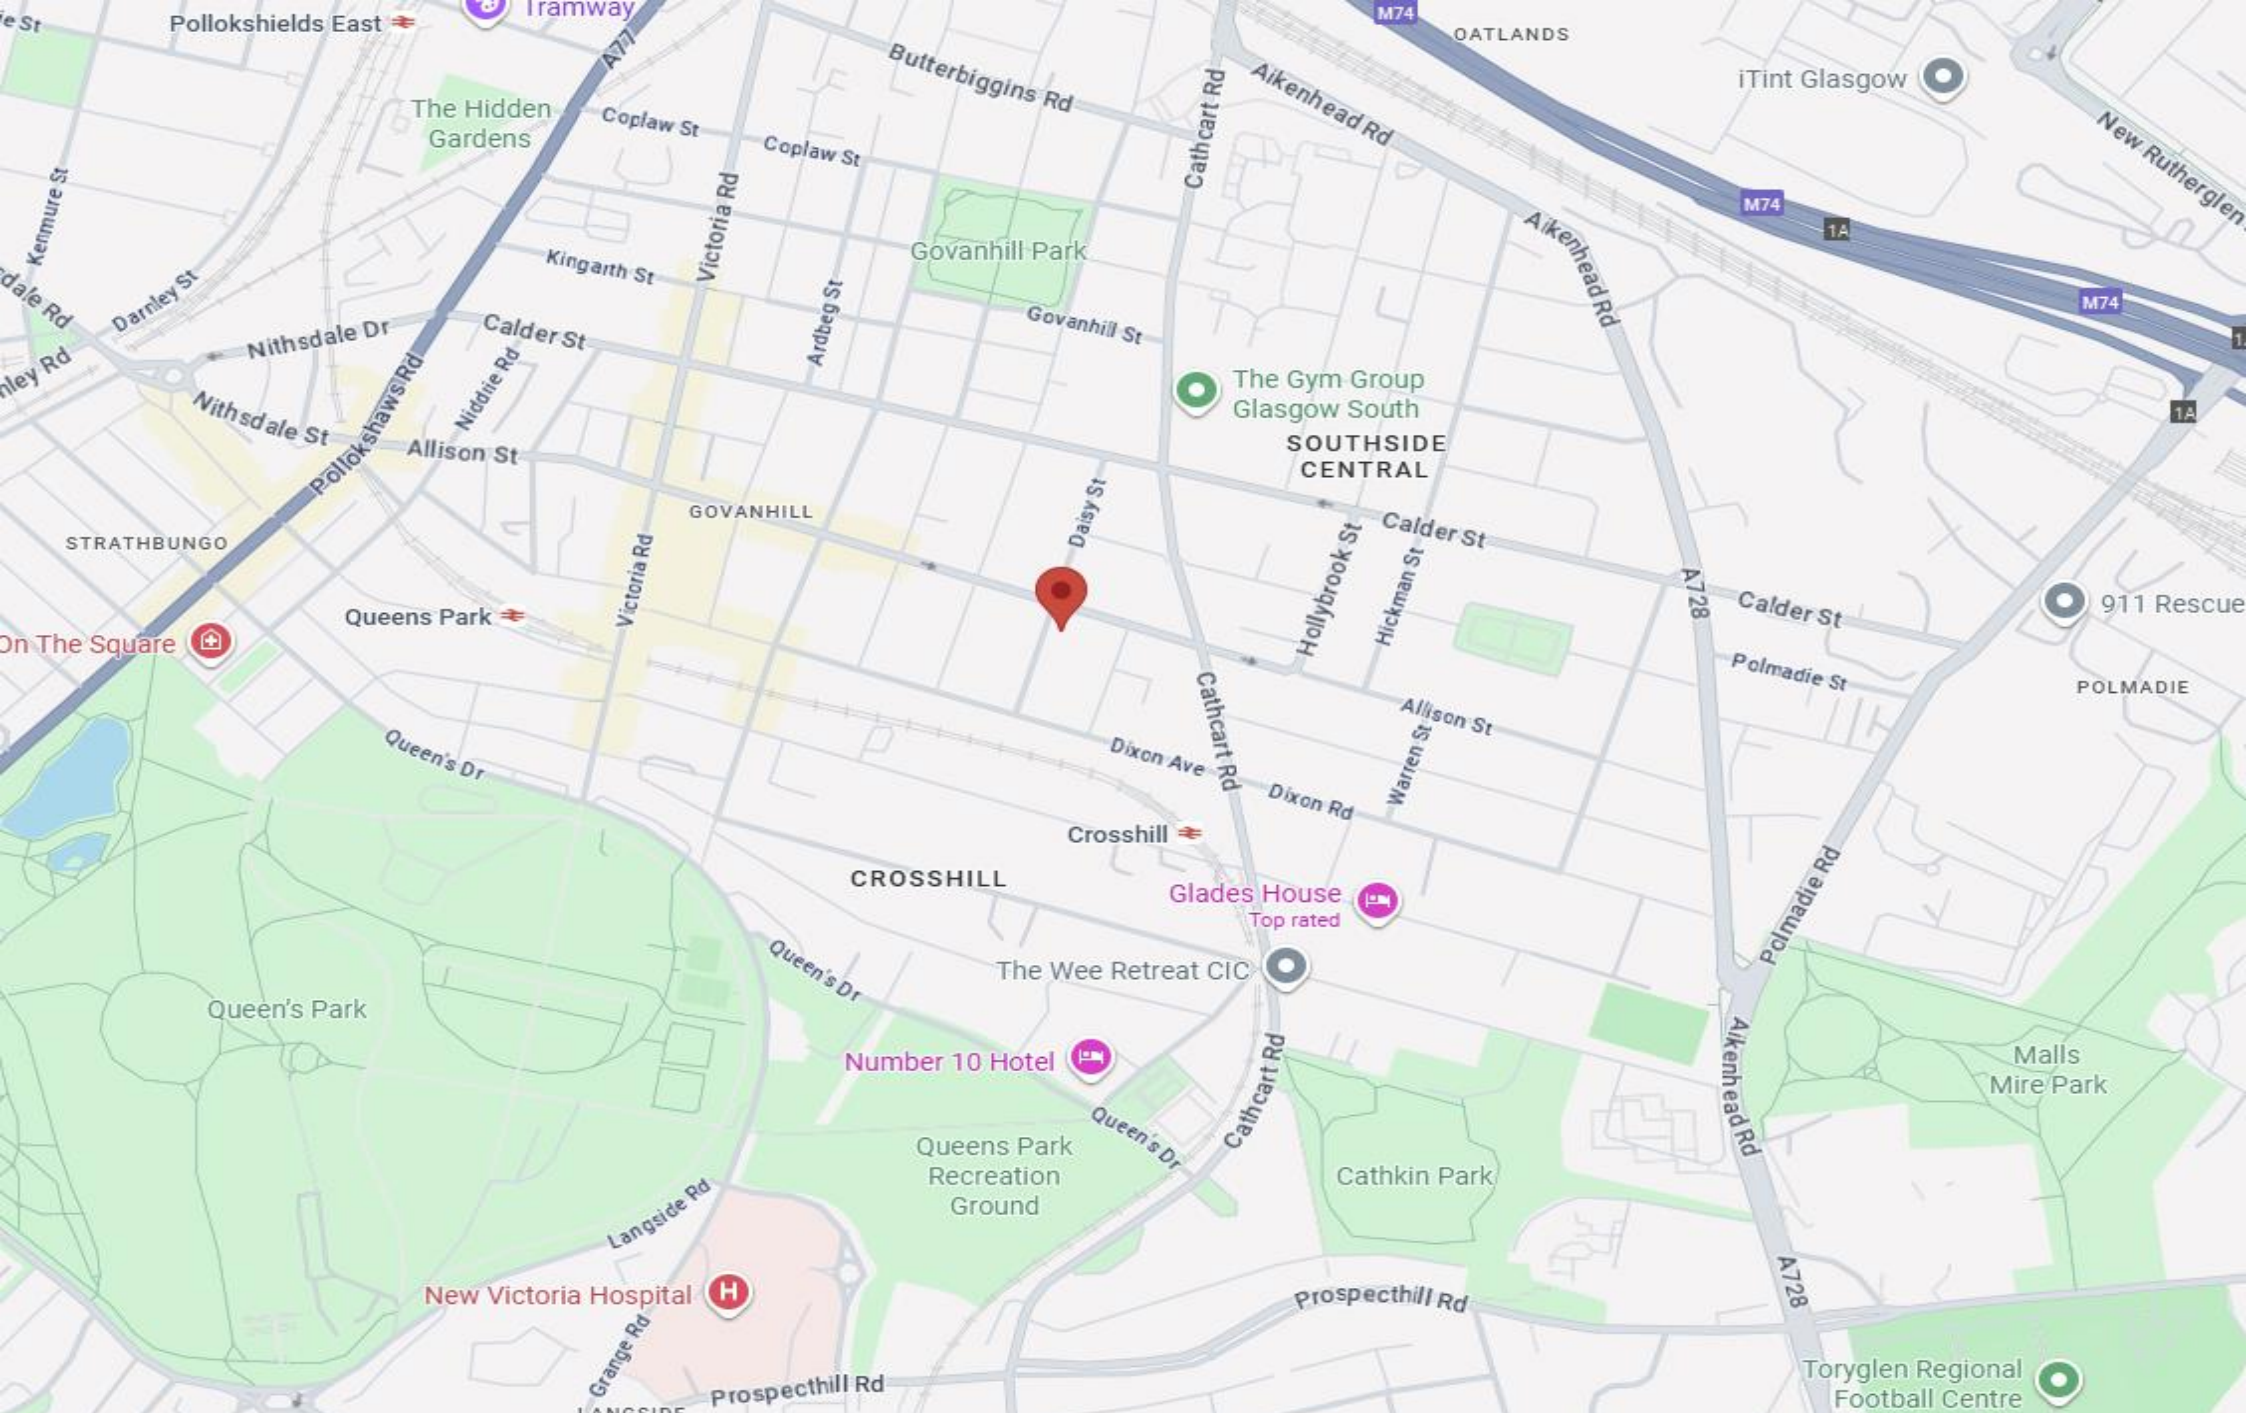 Pollokshields East
Tramway
A77
M74
OATLANDS
iTint Glasgow
Butterbiggins Rd
Cathcart Rd
Aikenhead Rd
The Hidden
Gardens
Coplaw St
Coplaw St
New Rutherglen
Kenmure St
Victoria Rd
M74
1A
Aikenhead Rd
Govanhill Park
Kingarth St
Darnley St
Ardbeg St
Govanhill St
M74
Nithsdale Dr
Calder St
Niddrie Rd
The Gym Group
Glasgow South
1A
SOUTHSIDE
CENTRAL
Nithsdale St
Pollokshaws Rd
Allison St
GOVANHILL
Daisy St
STRATHBUNGO
Calder St
Hollybrook St
Hickman St
Victoria Rd
A728
Calder St
911 Rescue
Queens Park
On The Square
Polmadie St
POLMADIE
Cathcart Rd
Allison St
Queen's Dr
Dixon Ave
Warren St
Dixon Rd
Crosshill
CROSSHILL
Glades House
Top rated
Polmadie Rd
Queen's Dr
The Wee Retreat CIC
Queen's Park
Number 10 Hotel
Cathcart Rd
Aikenhead Rd
Malls
Mire Park
Queen's Dr
Queens Park
Recreation
Ground
Cathkin Park
Langside Rd
New Victoria Hospital
H
Prospecthill Rd
A728
Grange Rd
Prospecthill Rd
Toryglen Regional
Football Centre